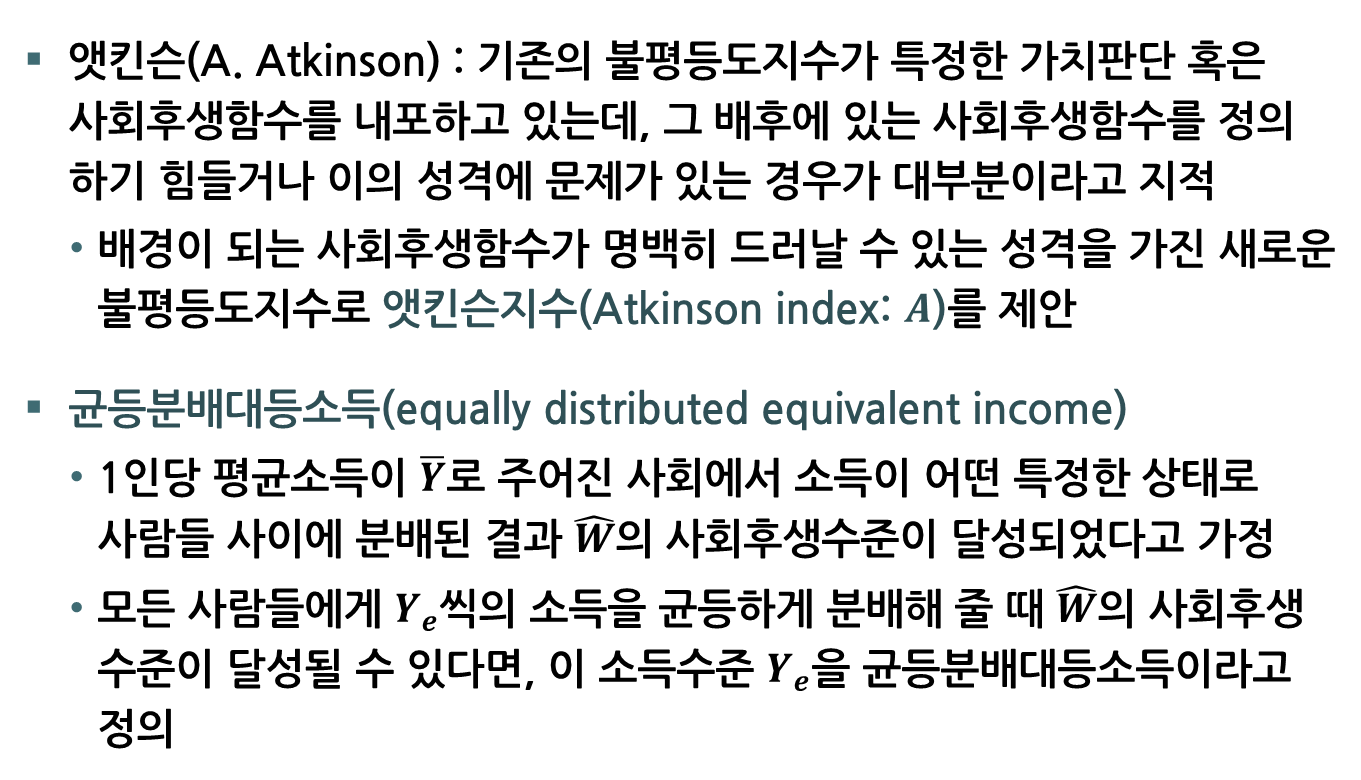 ▪ 앳킨슨(A. Atkinson) : 기존의 불평등도지수가 특정한 가치판단 혹은
사회후생함수를 내포하고 있는데, 그 배후에 있는 사회후생함수를 정의
하기 힘들거나 이의 성격에 문제가 있는 경우가 대부분이라고 지적
• 배경이 되는 사회후생함수가 명백히 드러날 수 있는 성격을 가진 새로운
불평등도지수로 앳킨슨지수(Atkinson index: A)를 제안
▪ 균등분배대등소득(equally distributed equivalent income)
• 1인당 평균소득이 Ȳ로 주어진 사회에서 소득이 어떤 특정한 상태로
사람들 사이에 분배된 결과 Ŵ의 사회후생수준이 달성되었다고 가정
• 모든 사람들에게 Yₑ씩의 소득을 균등하게 분배해 줄 때 Ŵ의 사회후생
수준이 달성될 수 있다면, 이 소득수준 Yₑ을 균등분배대등소득이라고
정의